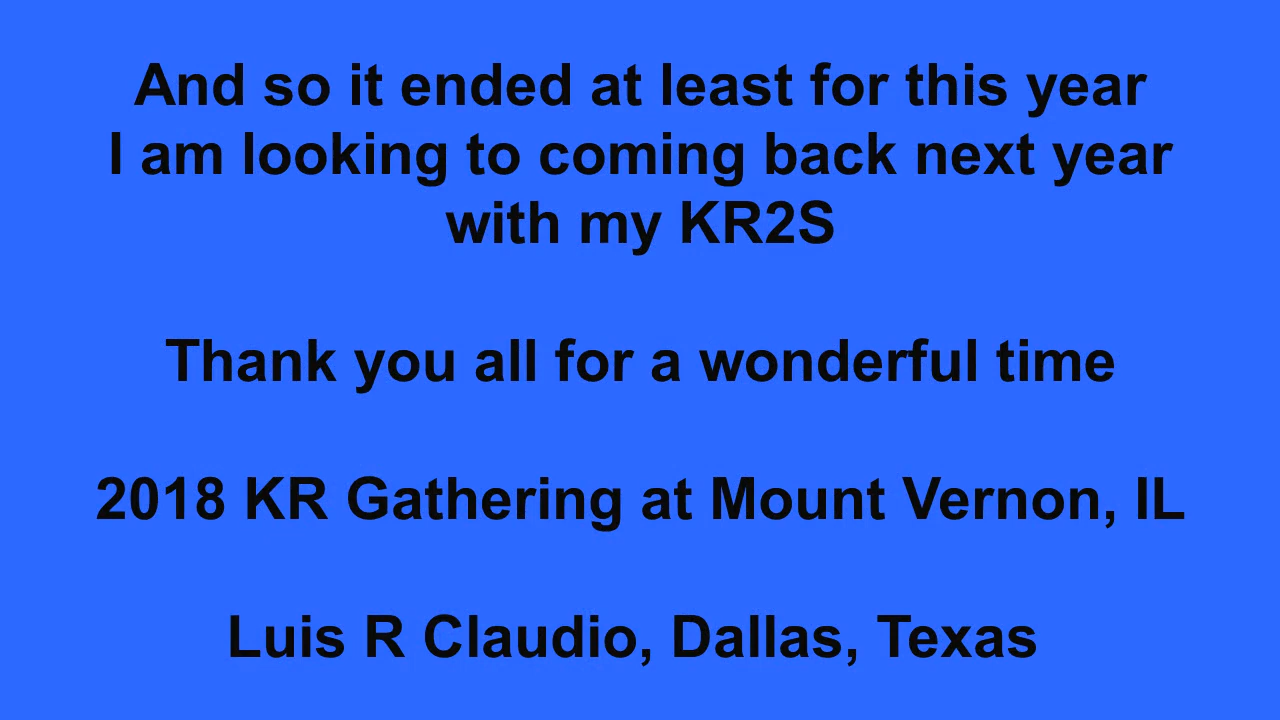 And so it ended at least for this year
I am looking to coming back next year
with my KR2S
Thank you all for a wonderful time
2018 KR Gathering at Mount Vernon, IL
Luis R Claudio, Dallas, Texas